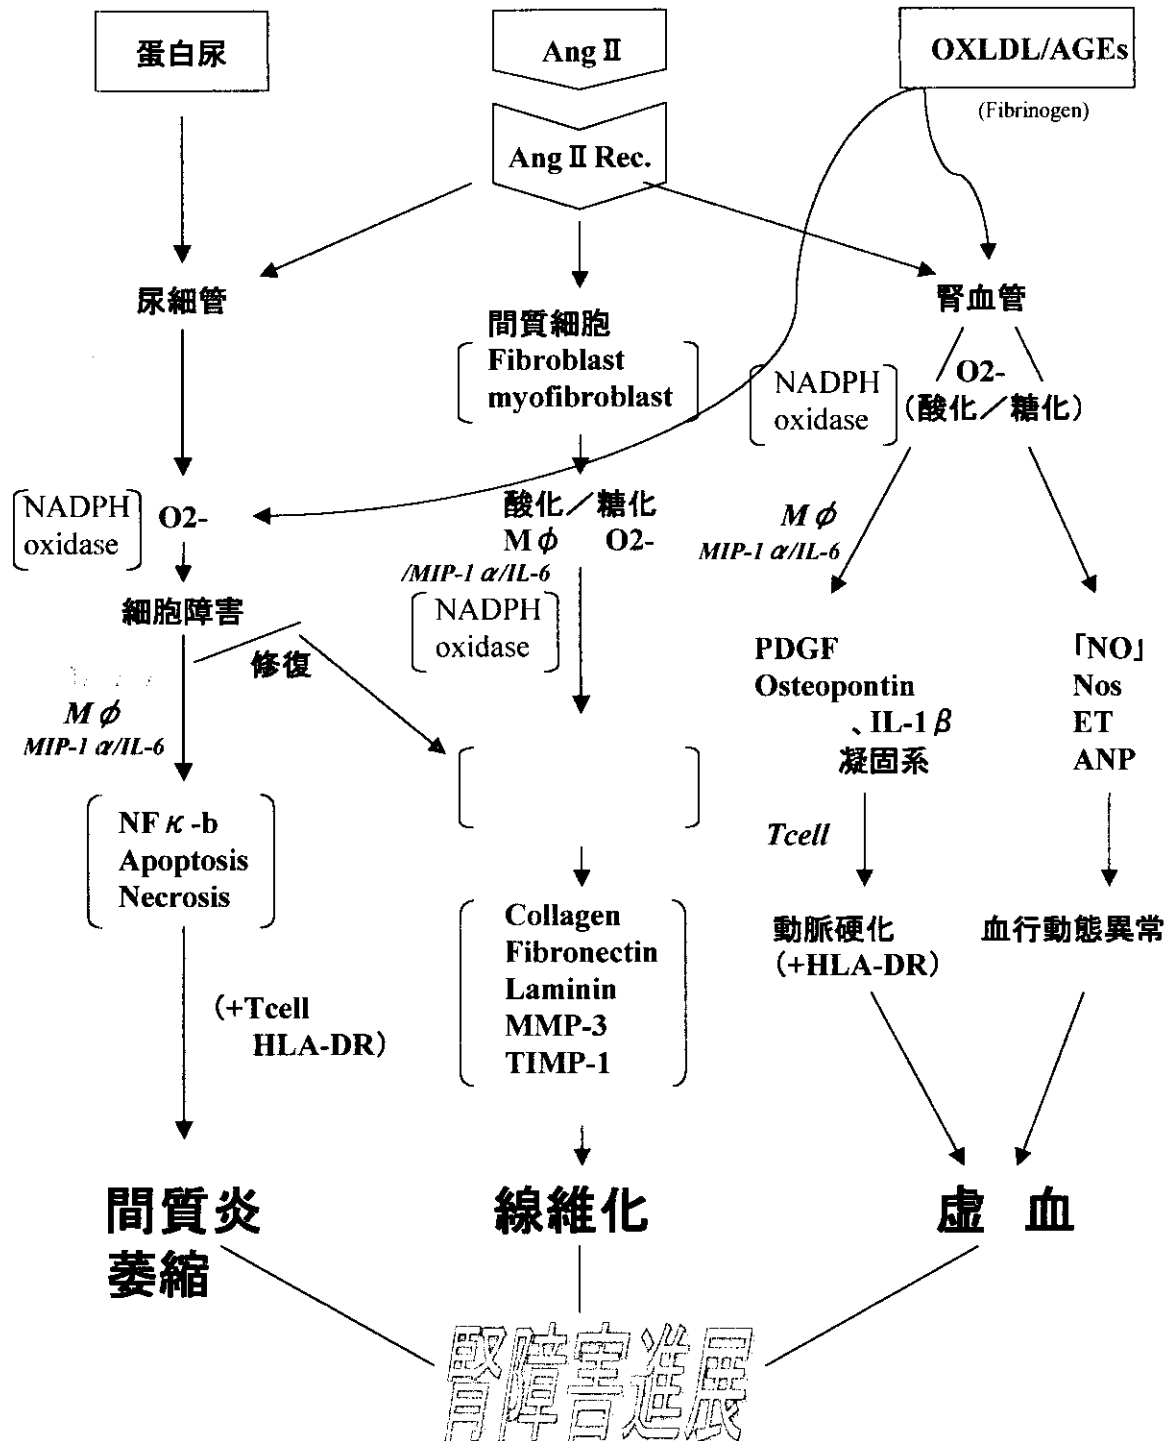 蛋白尿
Ang Ⅱ
OXLDL/AGEs
(Fibrinogen)
Ang Ⅱ Rec.
尿細管
間質細胞
Fibroblast
myofibroblast
腎血管
NADPH
oxidase
O2-
(酸化／糖化)
NADPH
oxidase
O2-
酸化／糖化
Mφ O2-
/MIP-1 α/IL-6
NADPH
oxidase
Mφ
MIP-1 α/IL-6
細胞障害
修復
Mφ
MIP-1 α/IL-6
PDGF
Osteopontin
、IL-1β
凝固系
「NO」
Nos
ET
ANP
NFκ-b
Apoptosis
Necrosis
Tcell
Collagen
Fibronectin
Laminin
MMP-3
TIMP-1
動脈硬化
(+HLA-DR)
血行動態異常
(+Tcell
HLA-DR)
間質炎
萎縮
線維化
虚 血
腎障害進展